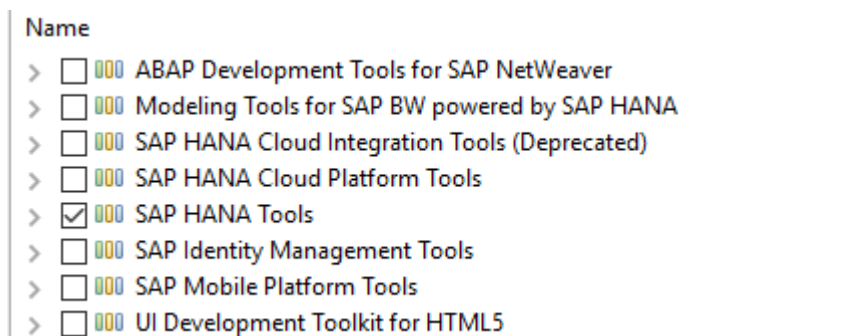 Name
ABAP Development Tools for SAP NetWeaver
Modeling Tools for SAP BW powered by SAP HANA
SAP HANA Cloud Integration Tools (Deprecated)
SAP HANA Cloud Platform Tools
SAP HANA Tools
SAP Identity Management Tools
SAP Mobile Platform Tools
UI Development Toolkit for HTML5